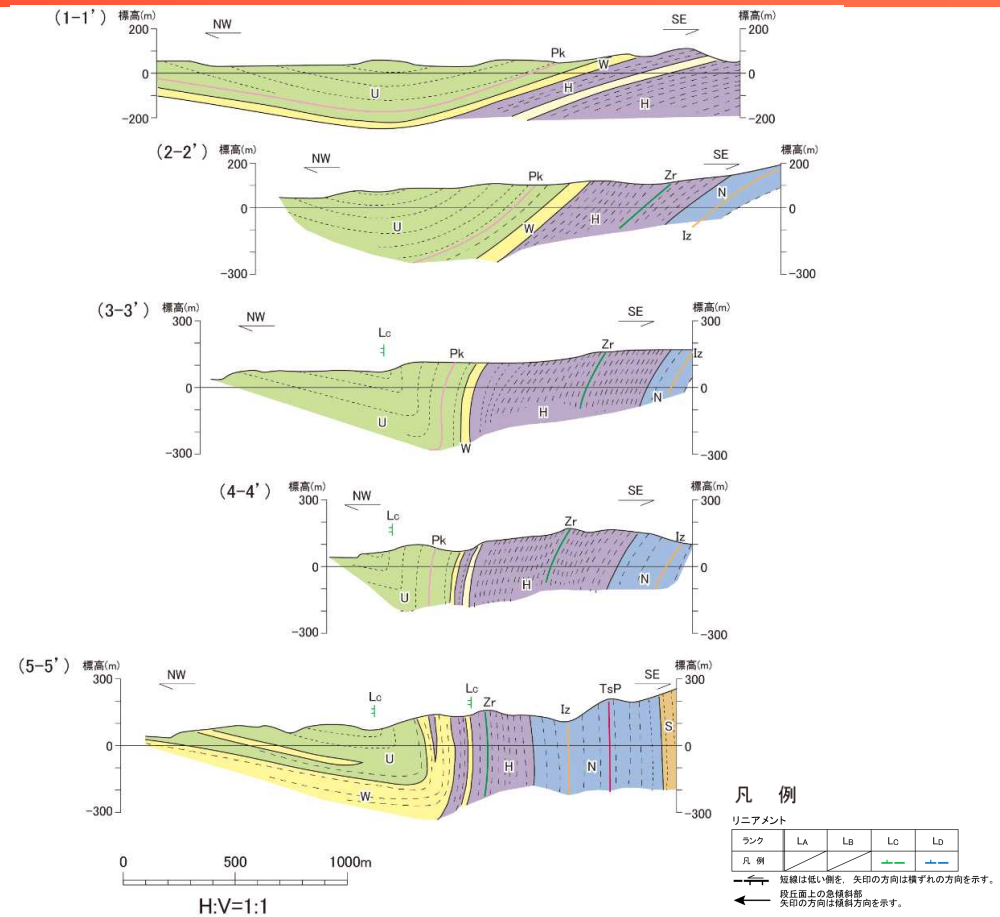 (1-1')
標高(m)
NW
SE
標高(m)
200
0
-200
Pk
W
H
U
H
200
0
-200
(2-2')
標高(m)
NW
SE
標高(m)
200
0
-300
Pk
Zr
N
H
U
W
Iz
200
0
-300
(3-3')
標高(m)
NW
SE
標高(m)
300
0
-300
Lc
Pk
Zr
Iz
N
H
U
W
300
0
-300
(4-4')
標高(m)
NW
SE
標高(m)
300
0
-300
Lc
Pk
Zr
Iz
N
H
U
300
0
-300
(5-5')
標高(m)
NW
SE
標高(m)
300
0
-300
Lc
Lc
Zr
Iz
TsP
S
U
H
N
W
300
0
-300
0 500 1000m
H:V=1:1
凡 例
リニアメント
ランク LA LB LC LD
凡 例
短線は低い側を、矢印の方向は横ずれの方向を示す。
段丘面上の急傾斜部
矢印の方向は傾斜方向を示す。